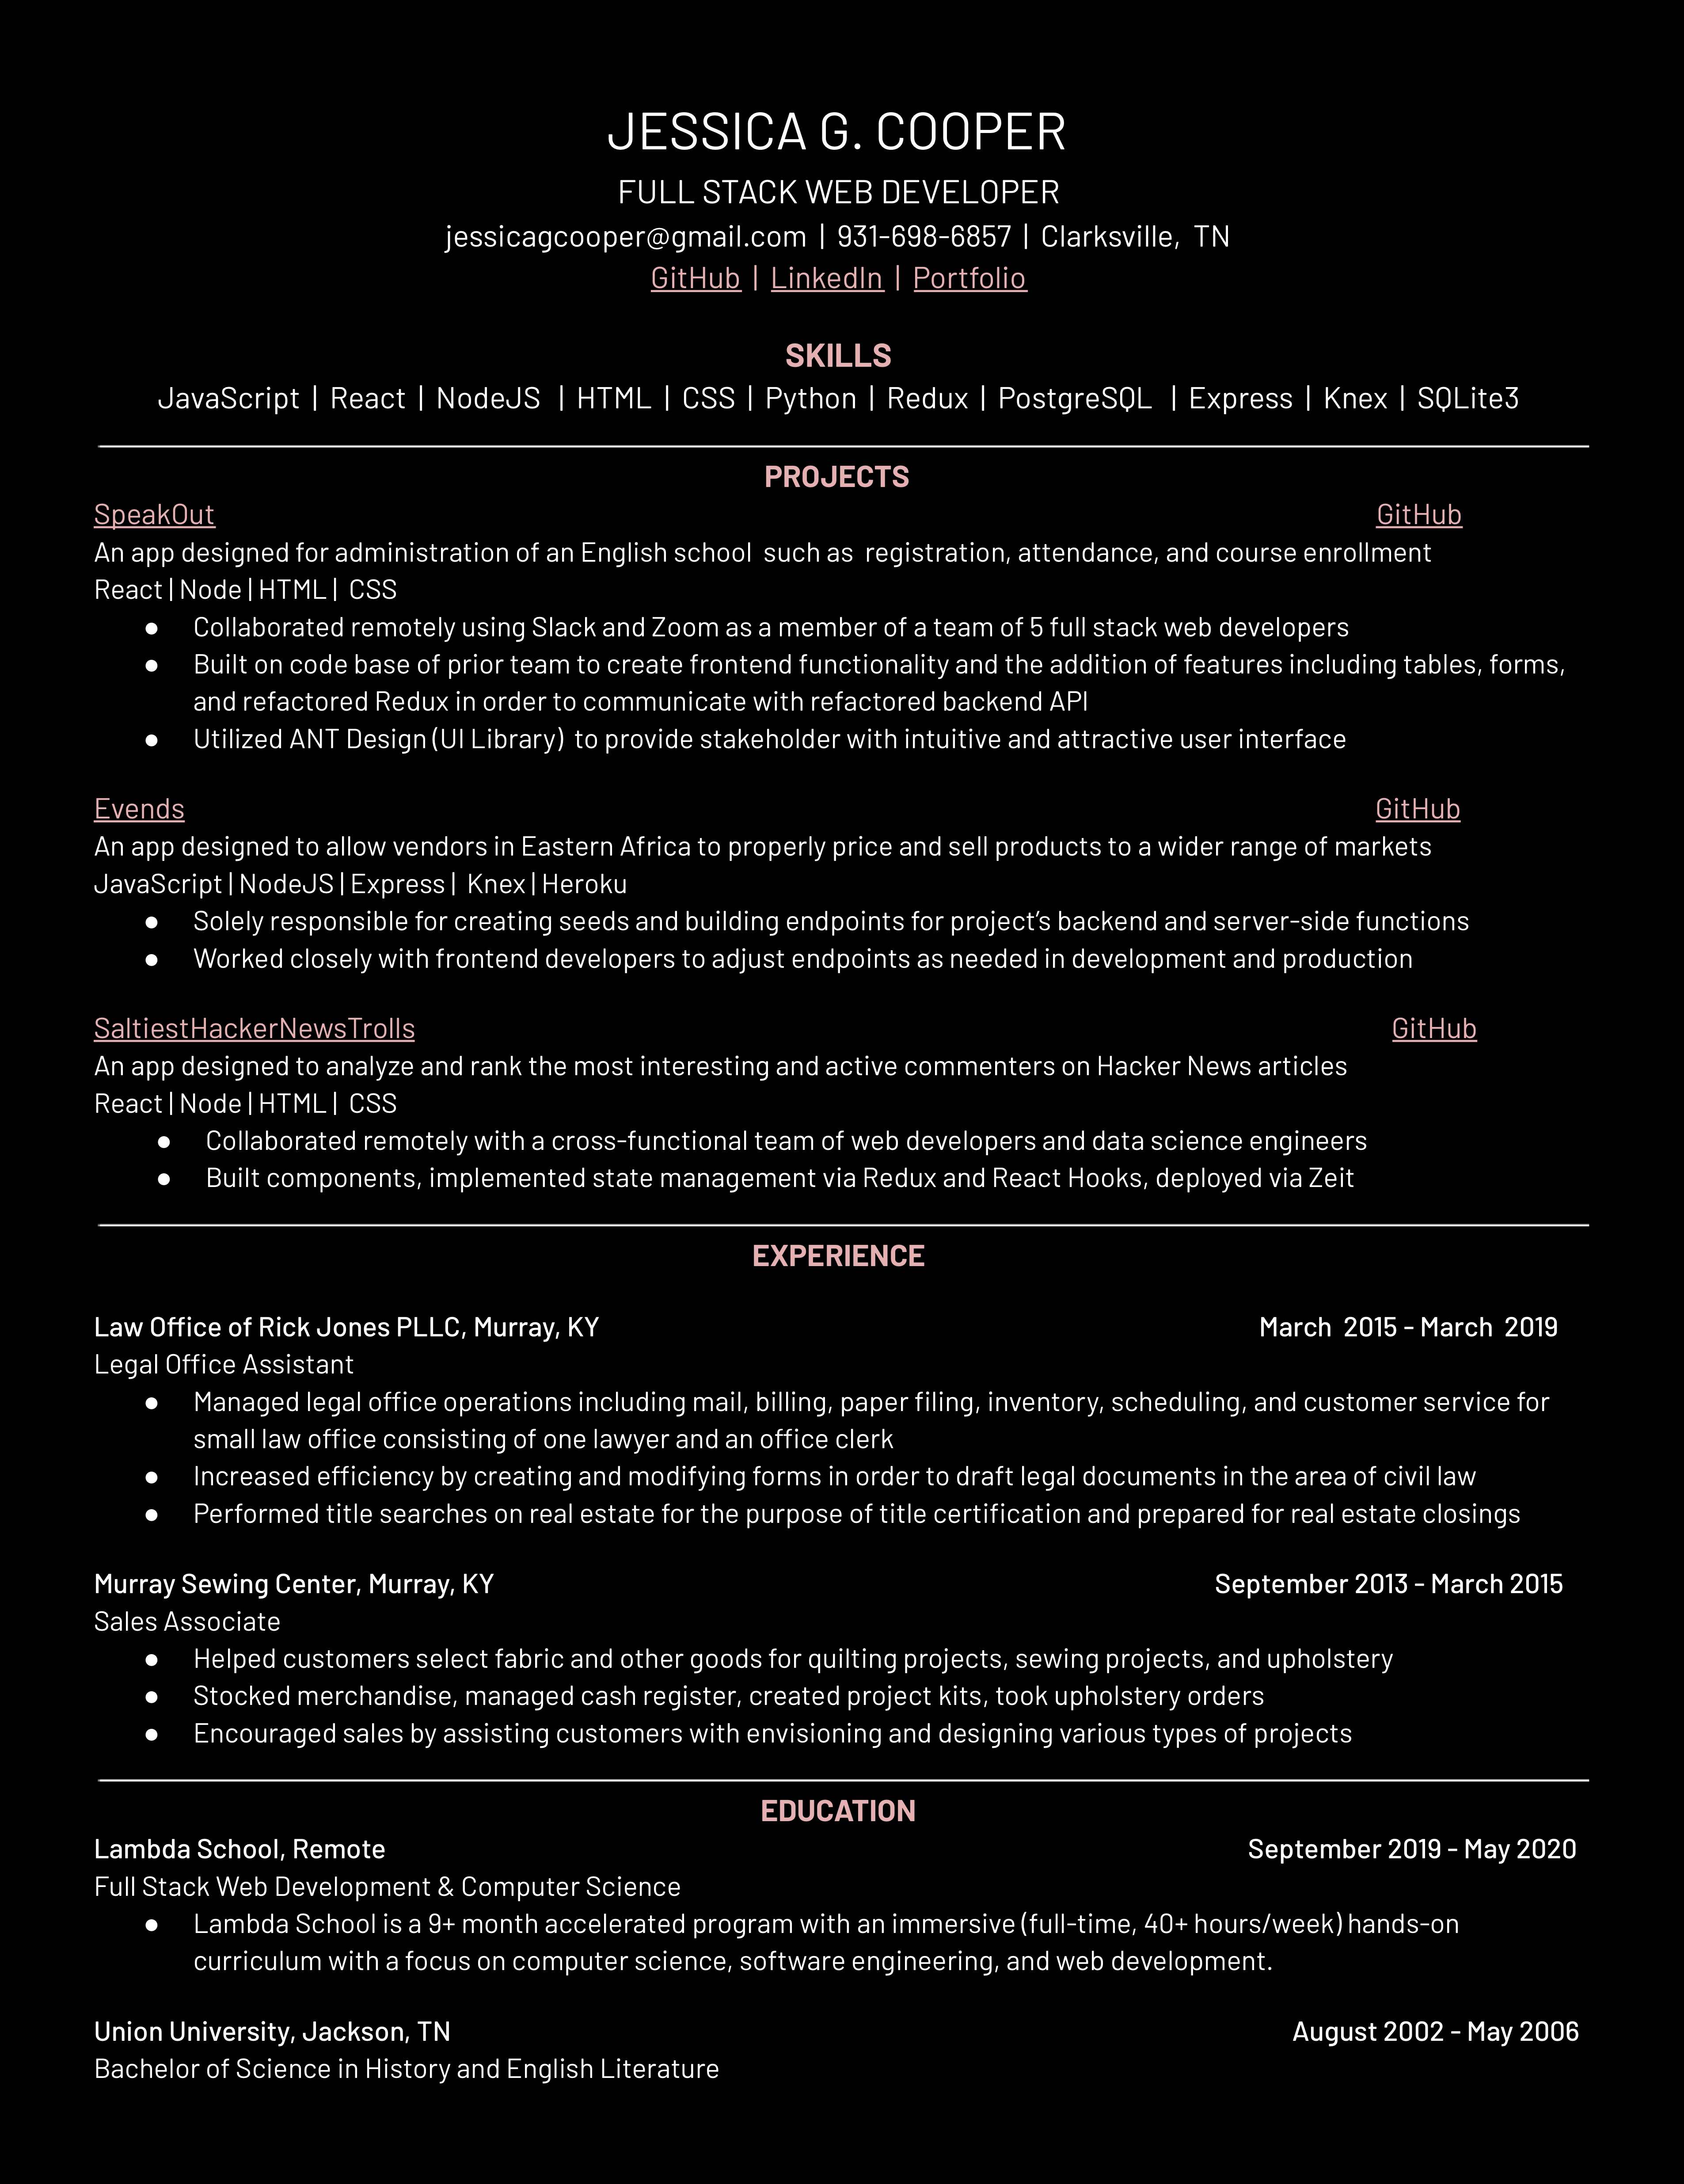 JESSICA G. COOPER
FULL STACK WEB DEVELOPER
jessicagcooper@gmail.com | 931-698-6857 | Clarksville, TN
GitHub | LinkedIn | Portfolio
SKILLS
JavaScript | React | NodeJS | HTML | CSS | Python | Redux | PostgreSQL | Express | Knex | SQLite3
PROJECTS
SpeakOut GitHub
An app designed for administration of an English school such as registration, attendance, and course enrollment
React | Node | HTML | CSS
● Collaborated remotely using Slack and Zoom as a member of a team of 5 full stack web developers
● Built on code base of prior team to create frontend functionality and the addition of features including tables, forms,
and refactored Redux in order to communicate with refactored backend API
● Utilized ANT Design (UI Library) to provide stakeholder with intuitive and attractive user interface
Evends GitHub
An app designed to allow vendors in Eastern Africa to properly price and sell products to a wider range of markets
JavaScript | NodeJS | Express | Knex | Heroku
● Solely responsible for creating seeds and building endpoints for project's backend and server-side functions
● Worked closely with frontend developers to adjust endpoints as needed in development and production
SaltiestHackerNewsTrolls GitHub
An app designed to analyze and rank the most interesting and active commenters on Hacker News articles
React | Node | HTML | CSS
● Collaborated remotely with a cross-functional team of web developers and data science engineers
● Built components, implemented state management via Redux and React Hooks, deployed via Zeit
EXPERIENCE
Law Office of Rick Jones PLLC, Murray, KY March 2015 - March 2019
Legal Office Assistant
● Managed legal office operations including mail, billing, paper filing, inventory, scheduling, and customer service for
small law office consisting of one lawyer and an office clerk
● Increased efficiency by creating and modifying forms in order to draft legal documents in the area of civil law
● Performed title searches on real estate for the purpose of title certification and prepared for real estate closings
Murray Sewing Center, Murray, KY September 2013 - March 2015
Sales Associate
● Helped customers select fabric and other goods for quilting projects, sewing projects, and upholstery
● Stocked merchandise, managed cash register, created project kits, took upholstery orders
● Encouraged sales by assisting customers with envisioning and designing various types of projects
EDUCATION
Lambda School, Remote September 2019 - May 2020
Full Stack Web Development & Computer Science
● Lambda School is a 9+ month accelerated program with an immersive (full-time, 40+ hours/week) hands-on
curriculum with a focus on computer science, software engineering, and web development.
Union University, Jackson, TN August 2002 - May 2006
Bachelor of Science in History and English Literature